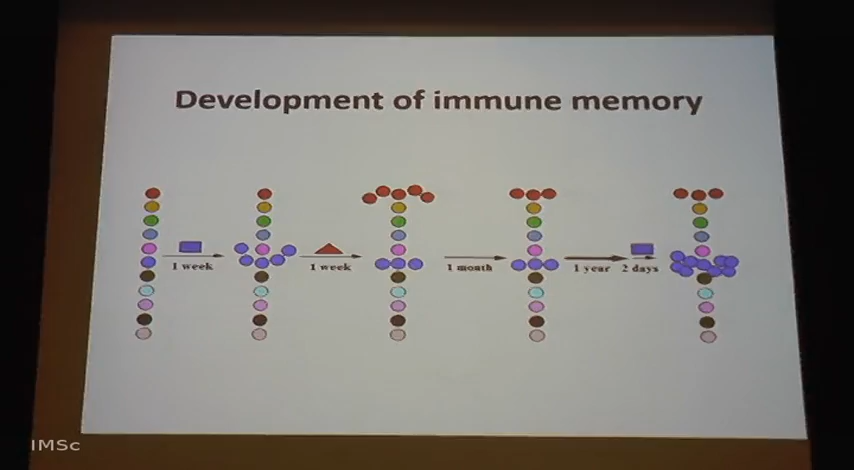 Development of immune memory
1 week
1 week
1 month
1 year
2 days
IMSc